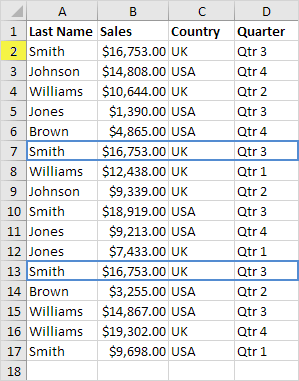 A B C D
1 Last Name Sales Country Quarter
2 Smith $16,753.00 UK Qtr 3
3 Johnson $14,808.00 USA Qtr 4
4 Williams $10,644.00 UK Qtr 2
5 Jones $1,390.00 USA Qtr 3
6 Brown $4,865.00 USA Qtr 4
7 Smith $16,753.00 UK Qtr 3
8 Williams $12,438.00 UK Qtr 1
9 Johnson $9,339.00 UK Qtr 2
10 Smith $18,919.00 USA Qtr 3
11 Jones $9,213.00 USA Qtr 4
12 Jones $7,433.00 UK Qtr 1
13 Smith $16,753.00 UK Qtr 3
14 Brown $3,255.00 USA Qtr 2
15 Williams $14,867.00 USA Qtr 3
16 Williams $19,302.00 UK Qtr 4
17 Smith $9,698.00 USA Qtr 1
18